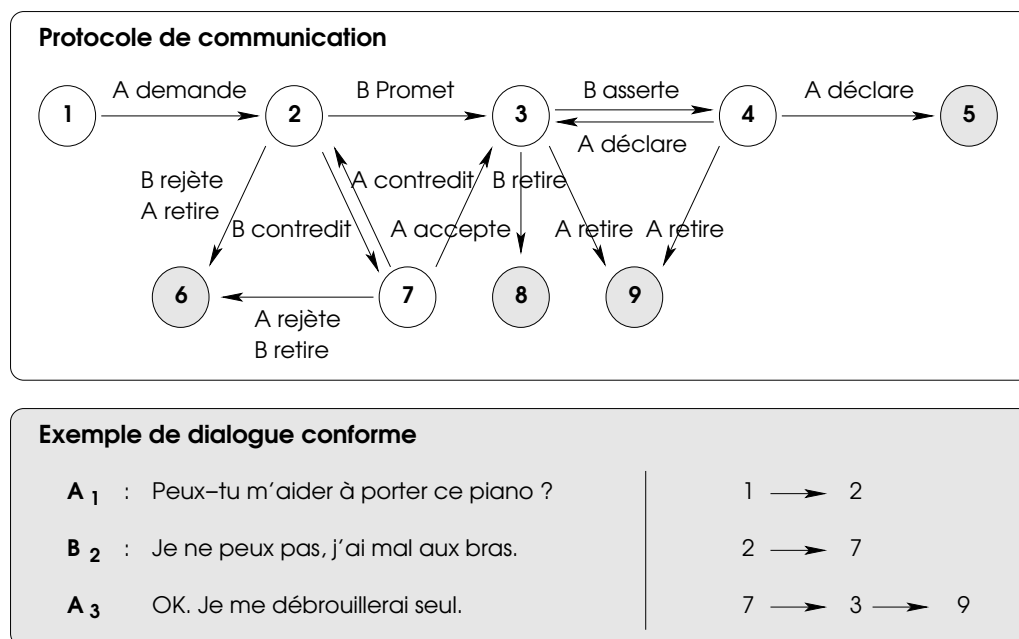 Protocole de communication
A demande
B Promet
B asserte
A déclare
1
2
3
4
5
A déclare
B rejète
A contredit
B retire
A retire
B contredit
A accepte
A retire
A retire
6
7
8
9
A rejète
B retire
Exemple de dialogue conforme
A 1 : Peux–tu m'aider à porter ce piano ? 1 2
B 2 : Je ne peux pas, j'ai mal aux bras. 2 7
A 3 OK. Je me débrouillerai seul. 7 3 9